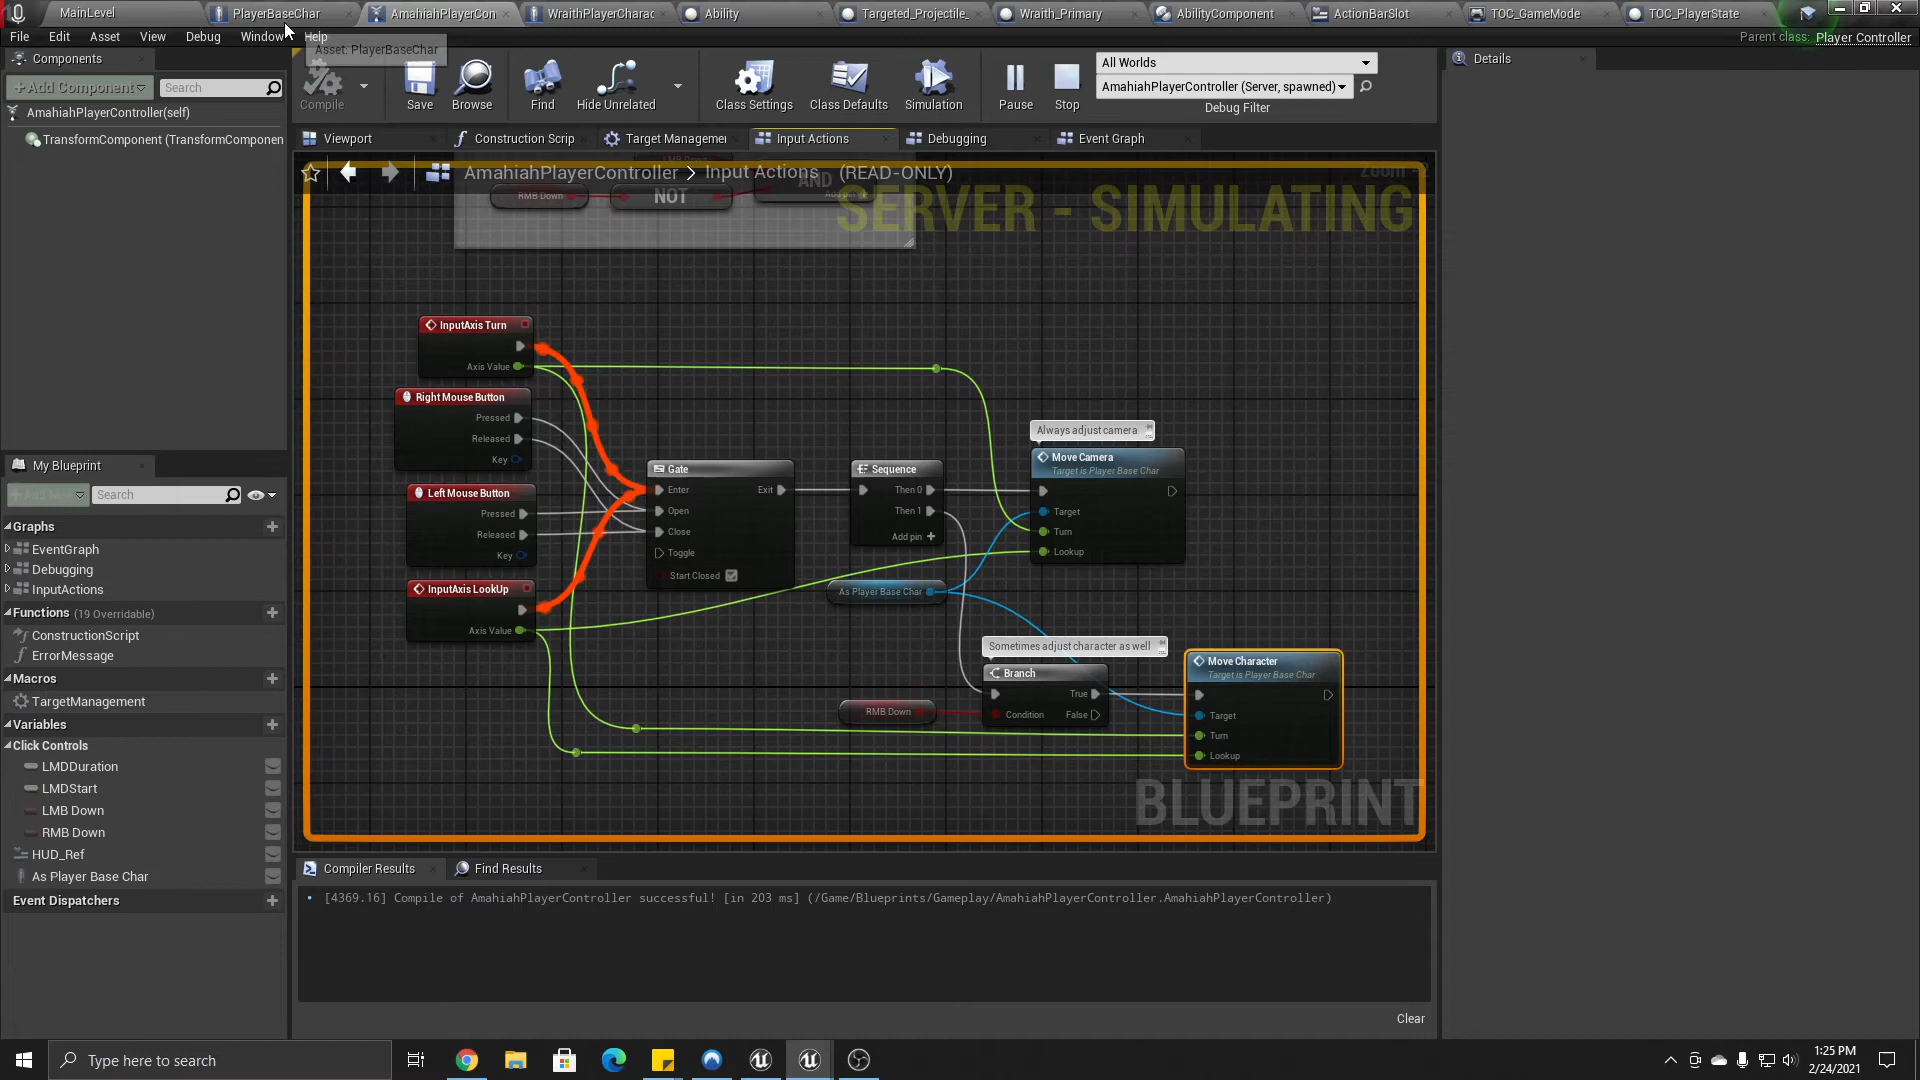 MainLevel
PlayerBaseChar
AmahiahPlayerCon
WraithPlayerCharac
Ability
Targeted_Projectile_
Wraith_Primary
AbilityComponent
ActionBarSlot
TOC_GameMode
TOC_PlayerState
File
Edit
Asset
View
Debug
Window
Help
Parent class: Player Controller
Asset: PlayerBaseChar
Components
+ Add Component
Search
AmahiahPlayerController(self)
TransformComponent (TransformComponen
Compile
Save
Browse
Find
Hide Unrelated
Class Settings
Class Defaults
Simulation
Pause
Stop
All Worlds
AmahiahPlayerController (Server, spawned)
Debug Filter
Details
Viewport
Construction Scrip
Target Managemen
Input Actions
Debugging
Event Graph
AmahiahPlayerController > Input Actions (READ-ONLY)
SERVER - SIMULATING
RMB Down
NOT
AND
Add pin +
InputAxis Turn
Axis Value
Right Mouse Button
Pressed
Released
Key
Left Mouse Button
Pressed
Released
Key
InputAxis LookUp
Axis Value
Gate
Enter
Exit
Open
Close
Toggle
Start Closed
Sequence
Then 0
Then 1
Add pin +
As Player Base Char
Always adjust camera
Move Camera
Target is Player Base Char
Target
Turn
Lookup
Sometimes adjust character as well
Branch
True
Condition
False
RMB Down
Move Character
Target is Player Base Char
Target
Turn
Lookup
BLUEPRINT
My Blueprint
Search
Graphs
EventGraph
Debugging
InputActions
Functions (19 Overridable)
ConstructionScript
ErrorMessage
Macros
TargetManagement
Variables
Click Controls
LMDDuration
LMDStart
LMB Down
RMB Down
HUD_Ref
As Player Base Char
Event Dispatchers
Compiler Results
Find Results
[4369.16] Compile of AmahiahPlayerController successful! [in 203 ms] (/Game/Blueprints/Gameplay/AmahiahPlayerController.AmahiahPlayerController)
Clear
Type here to search
1:25 PM
2/24/2021